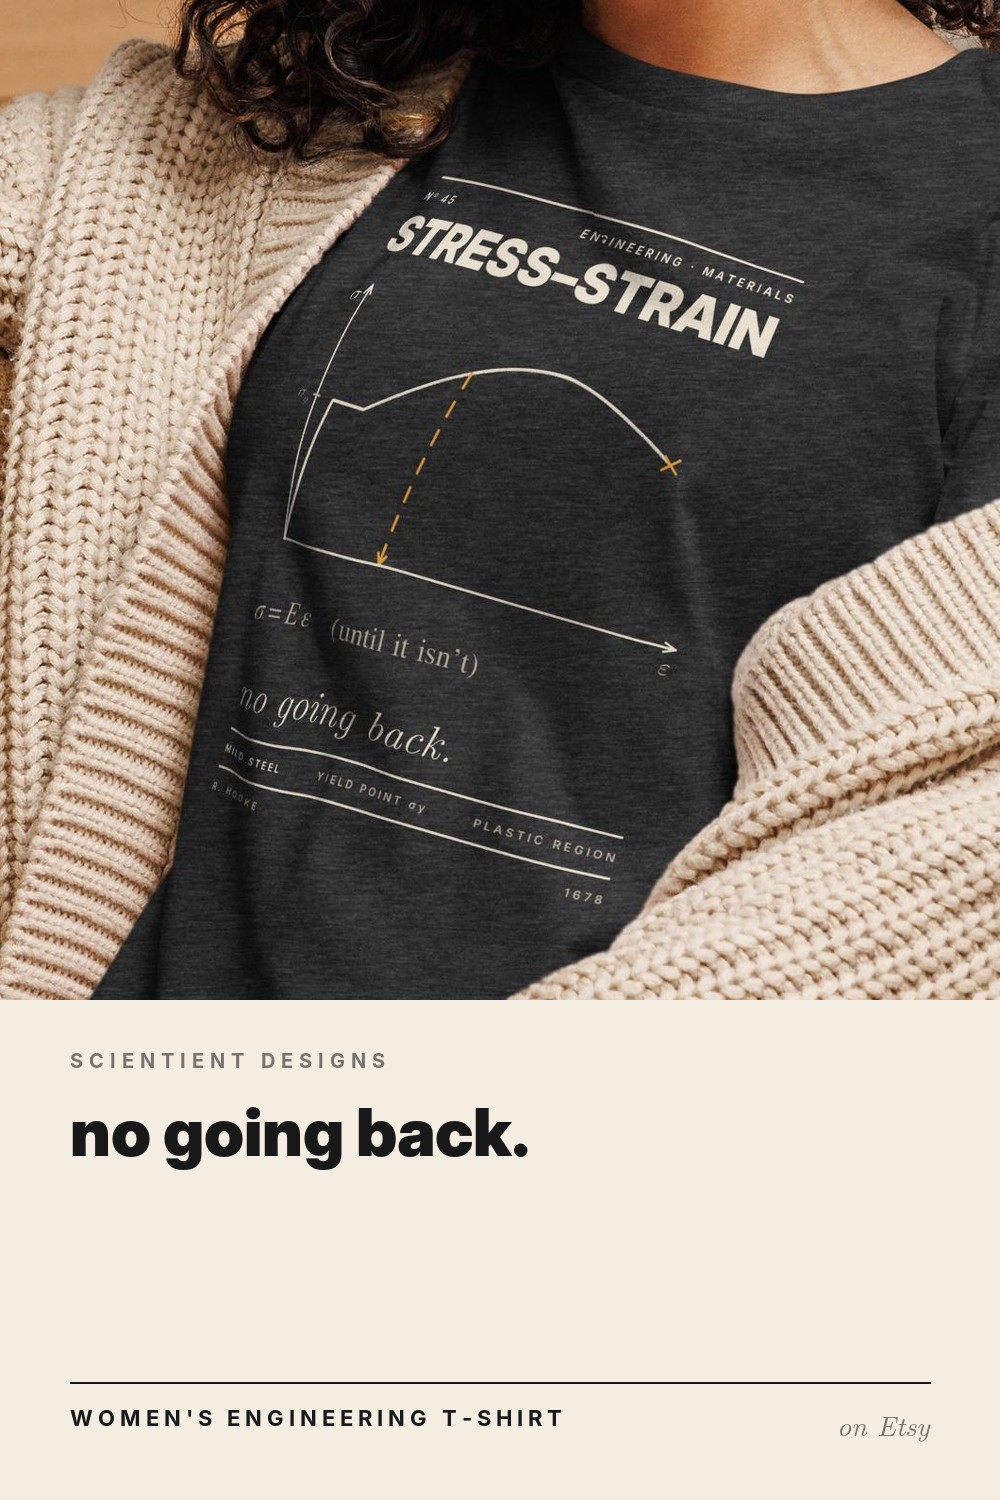 Nº 45
ENGINEERING · MATERIALS
STRESS–STRAIN
σ
σy
ε
σ=Eε (until it isn't)
no going back.
MILD STEEL YIELD POINT σy PLASTIC REGION
R. HOOKE 1678
SCIENTIENT DESIGNS
no going back.
WOMEN'S ENGINEERING T-SHIRT
on Etsy